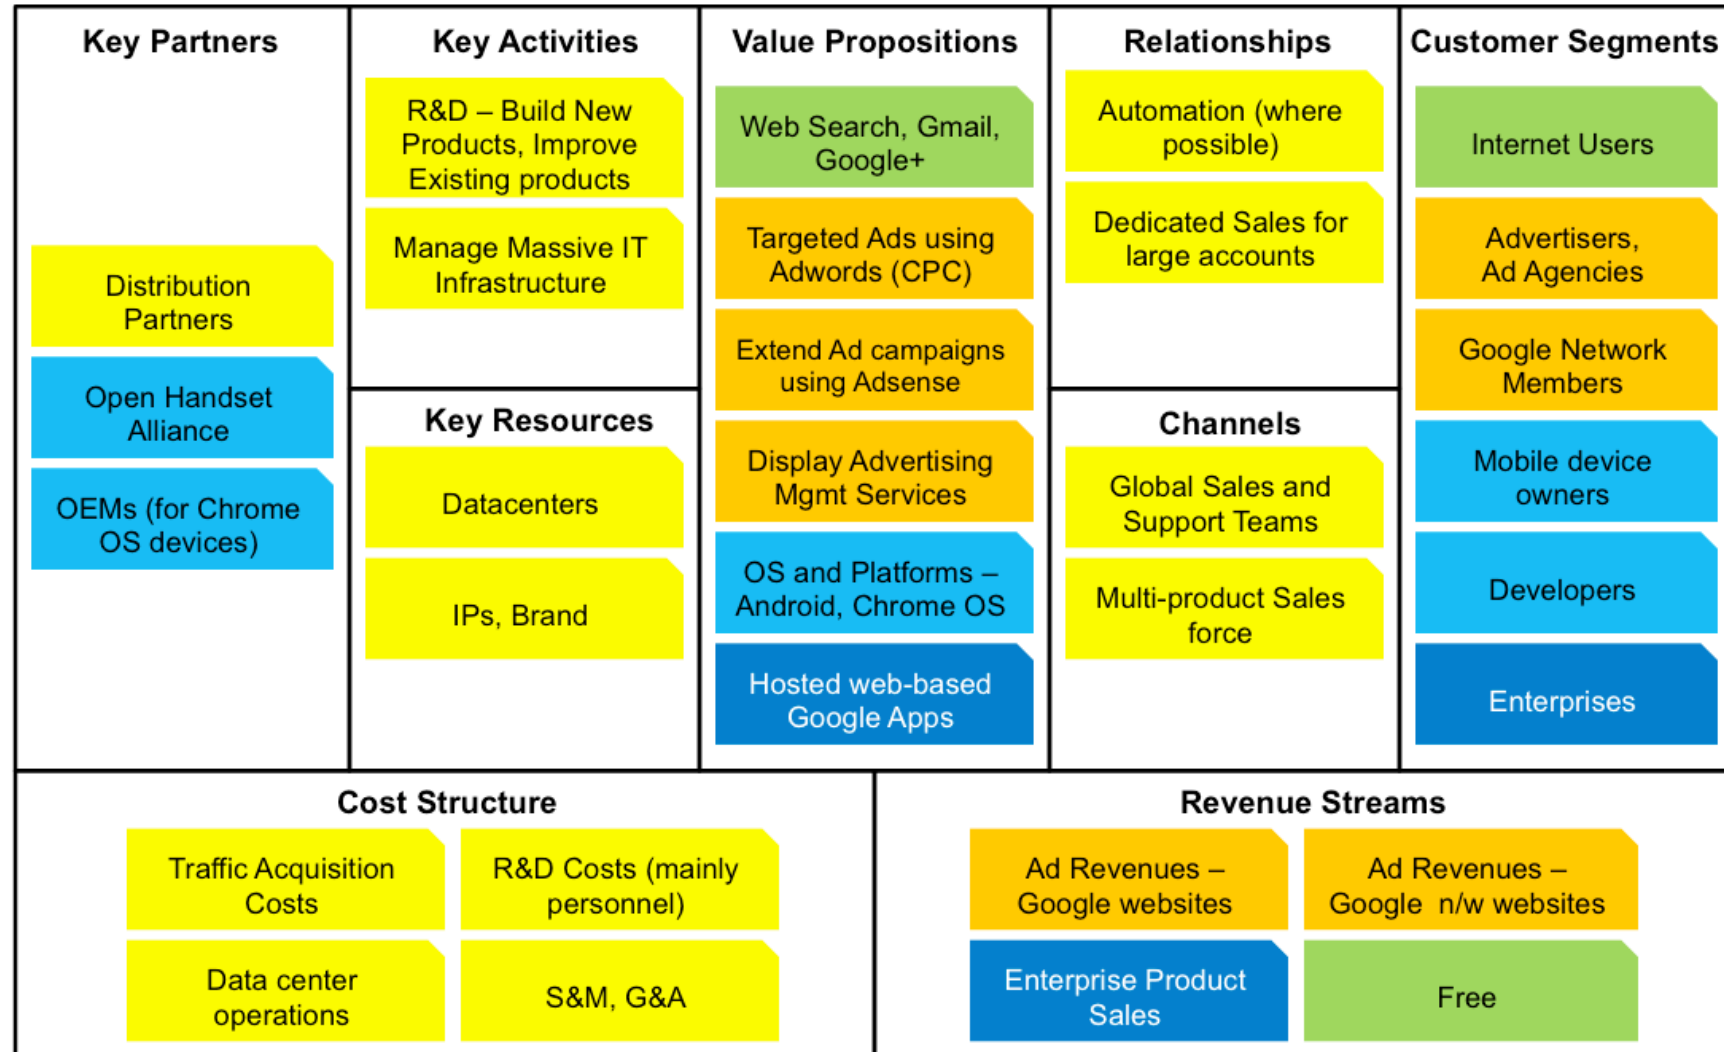 Key Partners
Distribution
Partners
Open Handset
Alliance
OEMs (for Chrome
OS devices)
Key Activities
R&D – Build New
Products, Improve
Existing products
Manage Massive IT
Infrastructure
Key Resources
Datacenters
IPs, Brand
Value Propositions
Web Search, Gmail,
Google+
Targeted Ads using
Adwords (CPC)
Extend Ad campaigns
using Adsense
Display Advertising
Mgmt Services
OS and Platforms –
Android, Chrome OS
Hosted web-based
Google Apps
Relationships
Automation (where
possible)
Dedicated Sales for
large accounts
Channels
Global Sales and
Support Teams
Multi-product Sales
force
Customer Segments
Internet Users
Advertisers,
Ad Agencies
Google Network
Members
Mobile device
owners
Developers
Enterprises
Cost Structure
Traffic Acquisition
Costs
R&D Costs (mainly
personnel)
Data center
operations
S&M, G&A
Revenue Streams
Ad Revenues –
Google websites
Ad Revenues –
Google n/w websites
Enterprise Product
Sales
Free